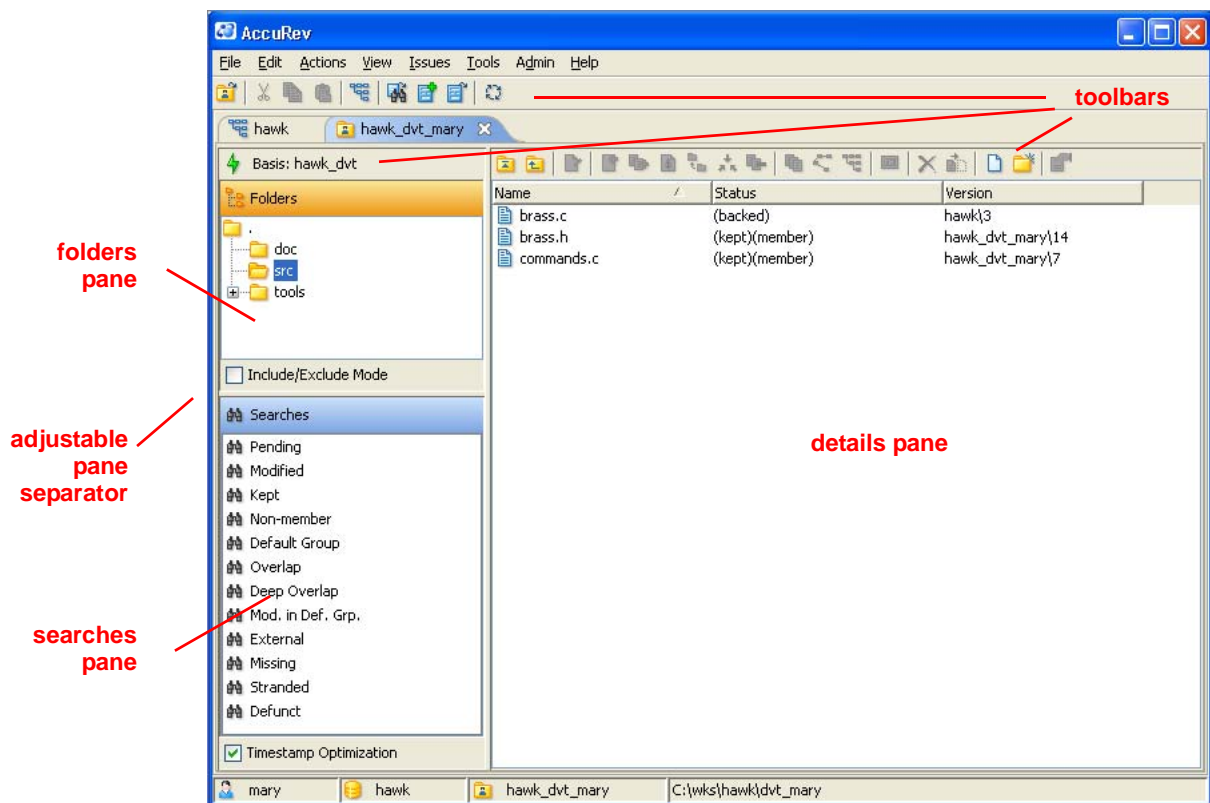 AccuRev
File Edit Actions View Issues Tools Admin Help
toolbars
hawk hawk_dvt_mary
Basis: hawk_dvt
Folders
Name / Status Version
.
doc
src
tools
brass.c (backed) hawk\3
brass.h (kept)(member) hawk_dvt_mary\14
commands.c (kept)(member) hawk_dvt_mary\7
folders
pane
Include/Exclude Mode
Searches
adjustable
pane
separator
details pane
Pending
Modified
Kept
Non-member
Default Group
Overlap
Deep Overlap
Mod. in Def. Grp.
External
Missing
Stranded
Defunct
searches
pane
Timestamp Optimization
mary hawk hawk_dvt_mary C:\wks\hawk\dvt_mary